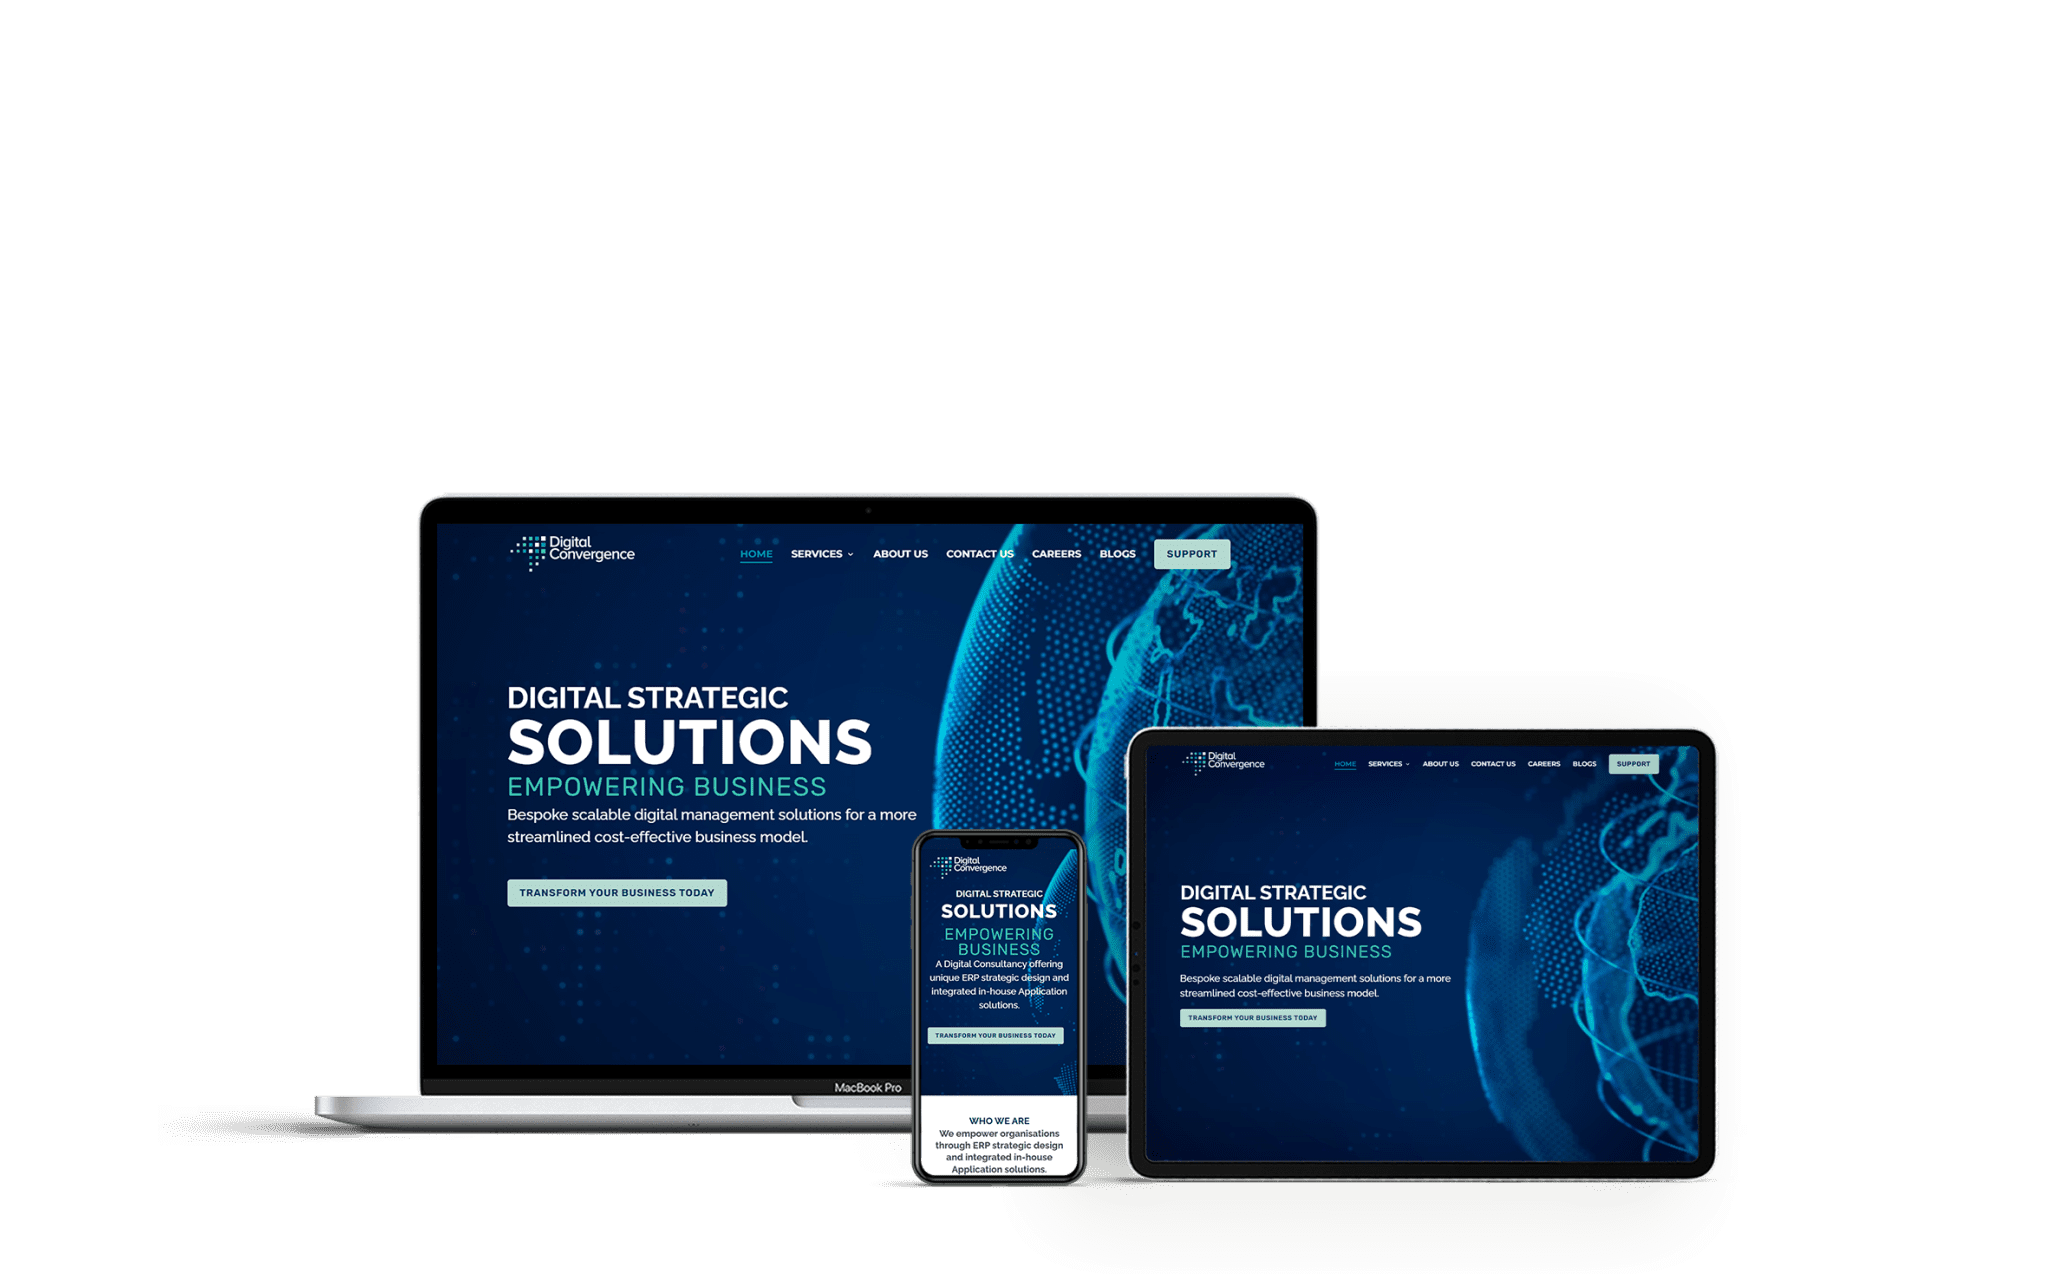 Digital
Convergence
HOME SERVICES ABOUT US CONTACT US CAREERS BLOGS SUPPORT
DIGITAL STRATEGIC
SOLUTIONS
EMPOWERING BUSINESS
Bespoke scalable digital management solutions for a more
streamlined cost-effective business model.
TRANSFORM YOUR BUSINESS TODAY
MacBook Pro
Digital
Convergence
DIGITAL STRATEGIC
SOLUTIONS
EMPOWERING
BUSINESS
A Digital Consultancy offering
unique ERP strategic design and
integrated in-house Application
solutions.
TRANSFORM YOUR BUSINESS TODAY
WHO WE ARE
We empower organisations
through ERP strategic design
and integrated in-house
Application solutions.
Digital
Convergence
HOME SERVICES ABOUT US CONTACT US CAREERS BLOGS SUPPORT
DIGITAL STRATEGIC
SOLUTIONS
EMPOWERING BUSINESS
Bespoke scalable digital management solutions for a more
streamlined cost-effective business model.
TRANSFORM YOUR BUSINESS TODAY